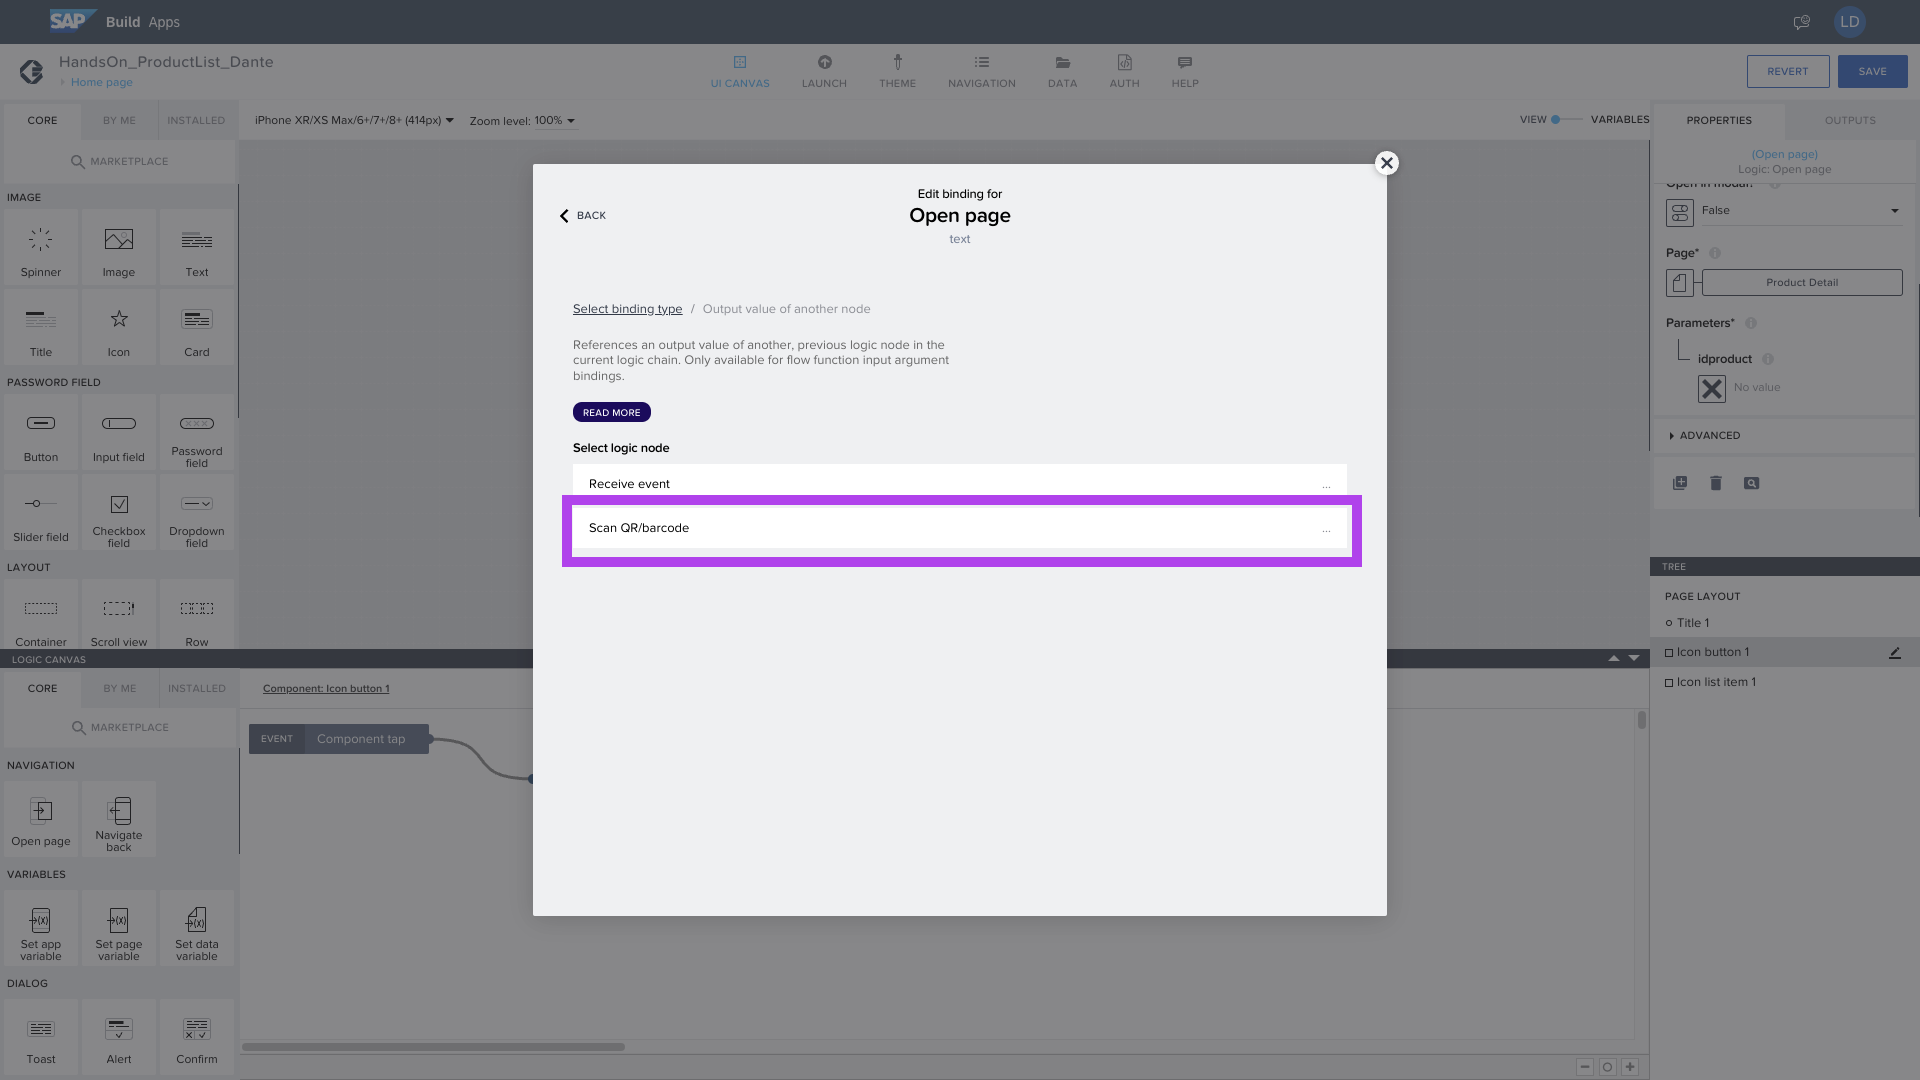 SAP Build Apps
LD
HandsOn_ProductList_Dante
Home page
UI CANVAS
LAUNCH
THEME
NAVIGATION
DATA
AUTH
HELP
REVERT
SAVE
CORE
BY ME
INSTALLED
MARKETPLACE
iPhone XR/XS Max/6+/7+/8+ (414px)
Zoom level: 100%
VIEW
VARIABLES
IMAGE
Spinner
Image
Text
Title
Icon
Card
PASSWORD FIELD
Button
Input field
Password
field
Slider field
Checkbox
field
Dropdown
field
LAYOUT
Container
Scroll view
Row
Edit binding for
BACK
Open page
text
Select binding type / Output value of another node
References an output value of another, previous logic node in the
current logic chain. Only available for flow function input argument
bindings.
READ MORE
Select logic node
Receive event
...
Scan QR/barcode
...
PROPERTIES
OUTPUTS
(Open page)
Logic: Open page
Open in modal?
False
Page*
Product Detail
Parameters*
idproduct
No value
ADVANCED
TREE
PAGE LAYOUT
Title 1
Icon button 1
Icon list item 1
LOGIC CANVAS
CORE
BY ME
INSTALLED
MARKETPLACE
Component: Icon button 1
EVENT
Component tap
NAVIGATION
Open page
Navigate
back
VARIABLES
Set app
variable
Set page
variable
Set data
variable
DIALOG
Toast
Alert
Confirm